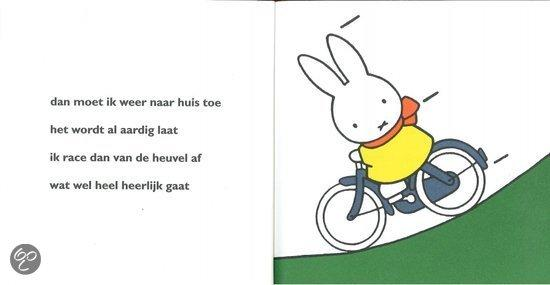 dan moet ik weer naar huis toe
het wordt al aardig laat
ik race dan van de heuvel af
wat wel heel heerlijk gaat